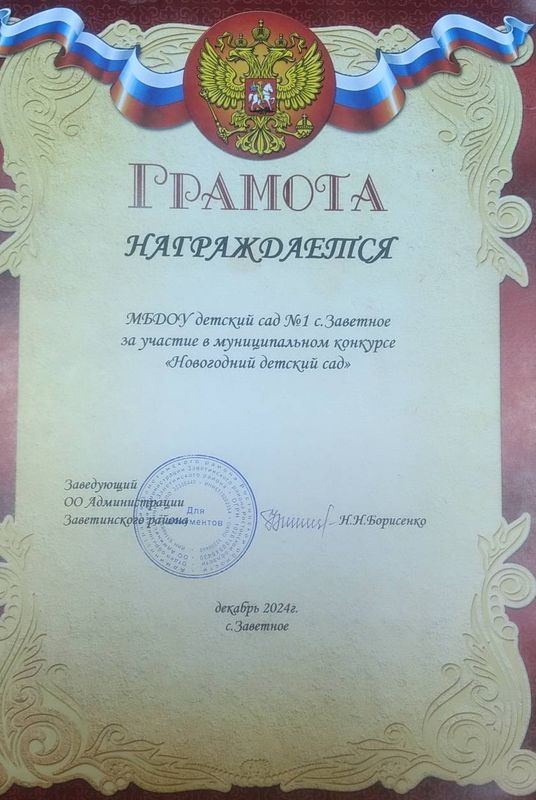 ГРАМОТА
НАГРАЖДАЕТСЯ
МБДОУ детский сад №1 с.Заветное
за участие в муниципальном конкурсе
«Новогодний детский сад»
Заведующий
ОО Администрации
Заветинского района
Для
документов
Н.Н.Борисенко
декабрь 2024г.
с.Заветное